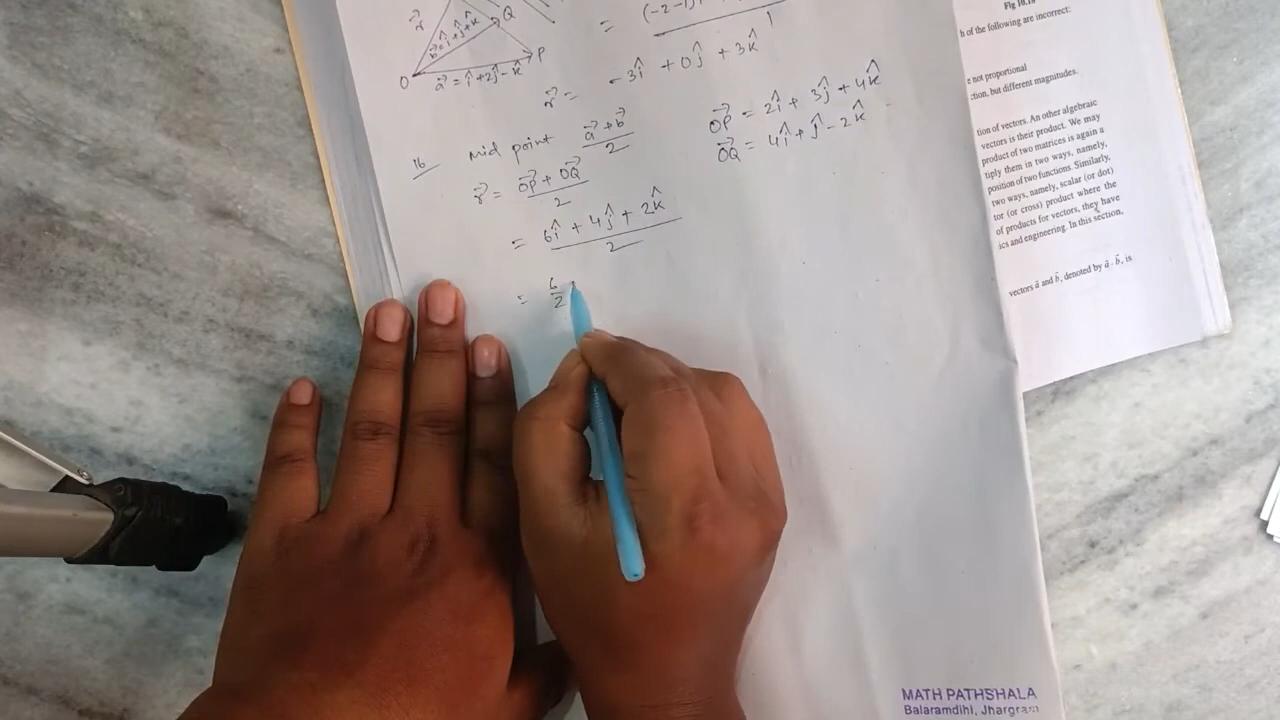 Q
b⃗=î+ĵ+k̂
P
O
a⃗ = î+2ĵ-k̂
r⃗
= (-2-1)î
r⃗ = -3î + 0ĵ + 3k̂
16 mid point (a⃗+b⃗)/2
OP⃗ = 2î + 3ĵ + 4k̂
OQ⃗ = 4î + ĵ - 2k̂
r⃗ = (OP⃗ + OQ⃗)/2
= (6î + 4ĵ + 2k̂)/2
= 6/2
Fig 10.18
h of the following are incorrect:
e not proportional
ction, but different magnitudes.
tion of vectors. An other algebraic
vectors is their product. We may
product of two matrices is again a
tiply them in two ways, namely,
position of two functions. Similarly,
two ways, namely, scalar (or dot)
tor (or cross) product where the
of products for vectors, they have
ics and engineering. In this section,
vectors a⃗ and b⃗, denoted by a⃗ · b⃗, is
MATH PATHSHALA
Balaramdihi, Jhargram